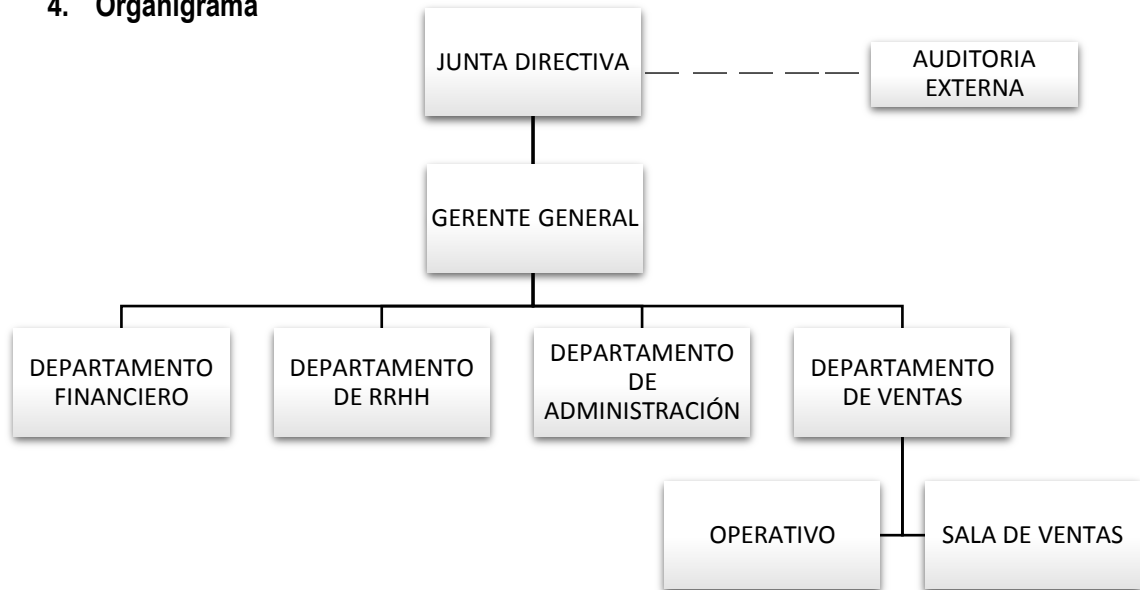 4. Organigrama
JUNTA DIRECTIVA
AUDITORIA
EXTERNA
GERENTE GENERAL
DEPARTAMENTO
FINANCIERO
DEPARTAMENTO
DE RRHH
DEPARTAMENTO
DE
ADMINISTRACIÓN
DEPARTAMENTO
DE VENTAS
OPERATIVO
SALA DE VENTAS